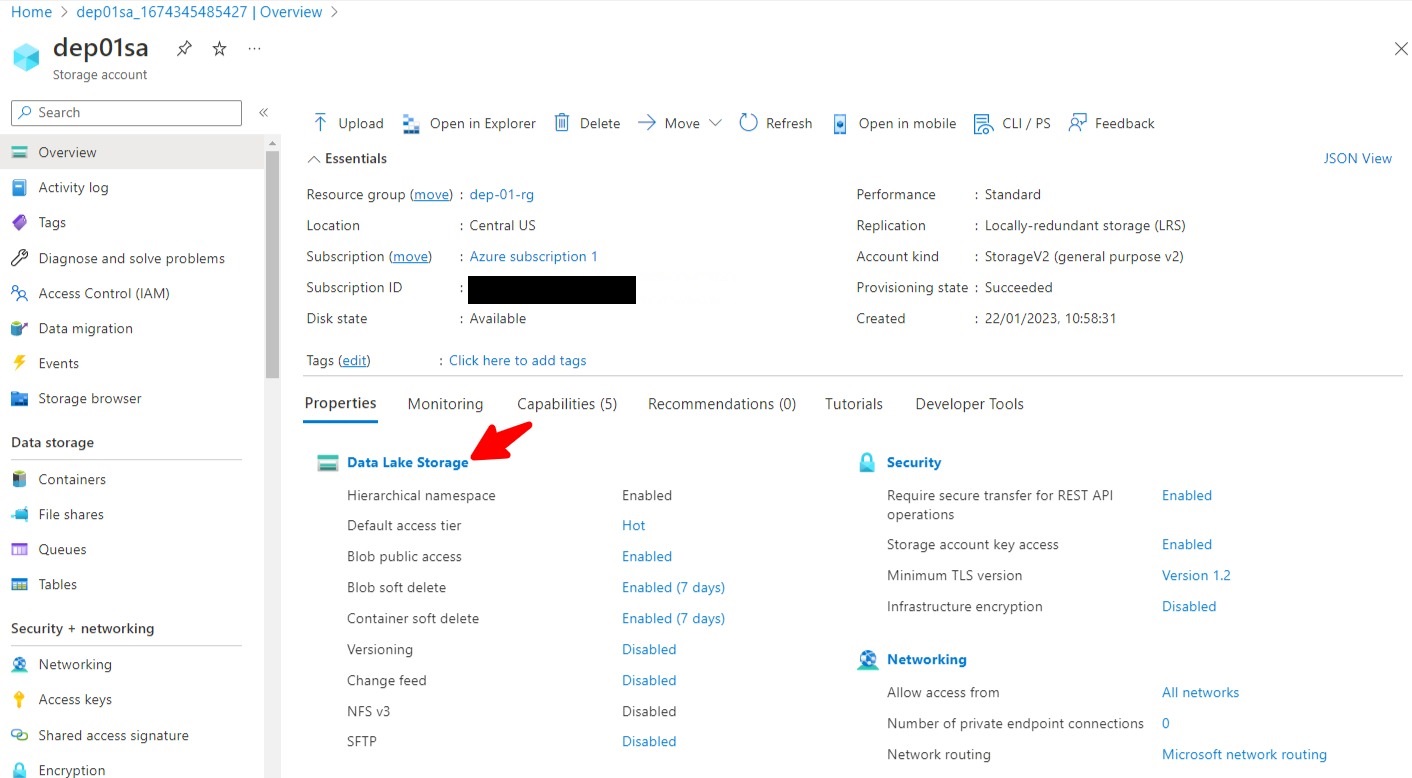 Home > dep01sa_1674345485427 | Overview >
dep01sa
Storage account
Search
«
Overview
Activity log
Tags
Diagnose and solve problems
Access Control (IAM)
Data migration
Events
Storage browser
Data storage
Containers
File shares
Queues
Tables
Security + networking
Networking
Access keys
Shared access signature
Encryption
Upload Open in Explorer Delete Move Refresh Open in mobile CLI / PS Feedback
Essentials JSON View
Resource group (move) : dep-01-rg
Location : Central US
Subscription (move) : Azure subscription 1
Subscription ID :
Disk state : Available
Performance : Standard
Replication : Locally-redundant storage (LRS)
Account kind : StorageV2 (general purpose v2)
Provisioning state : Succeeded
Created : 22/01/2023, 10:58:31
Tags (edit) : Click here to add tags
Properties Monitoring Capabilities (5) Recommendations (0) Tutorials Developer Tools
Data Lake Storage
Hierarchical namespace Enabled
Default access tier Hot
Blob public access Enabled
Blob soft delete Enabled (7 days)
Container soft delete Enabled (7 days)
Versioning Disabled
Change feed Disabled
NFS v3 Disabled
SFTP Disabled
Security
Require secure transfer for REST API Enabled
operations
Storage account key access Enabled
Minimum TLS version Version 1.2
Infrastructure encryption Disabled
Networking
Allow access from All networks
Number of private endpoint connections 0
Network routing Microsoft network routing